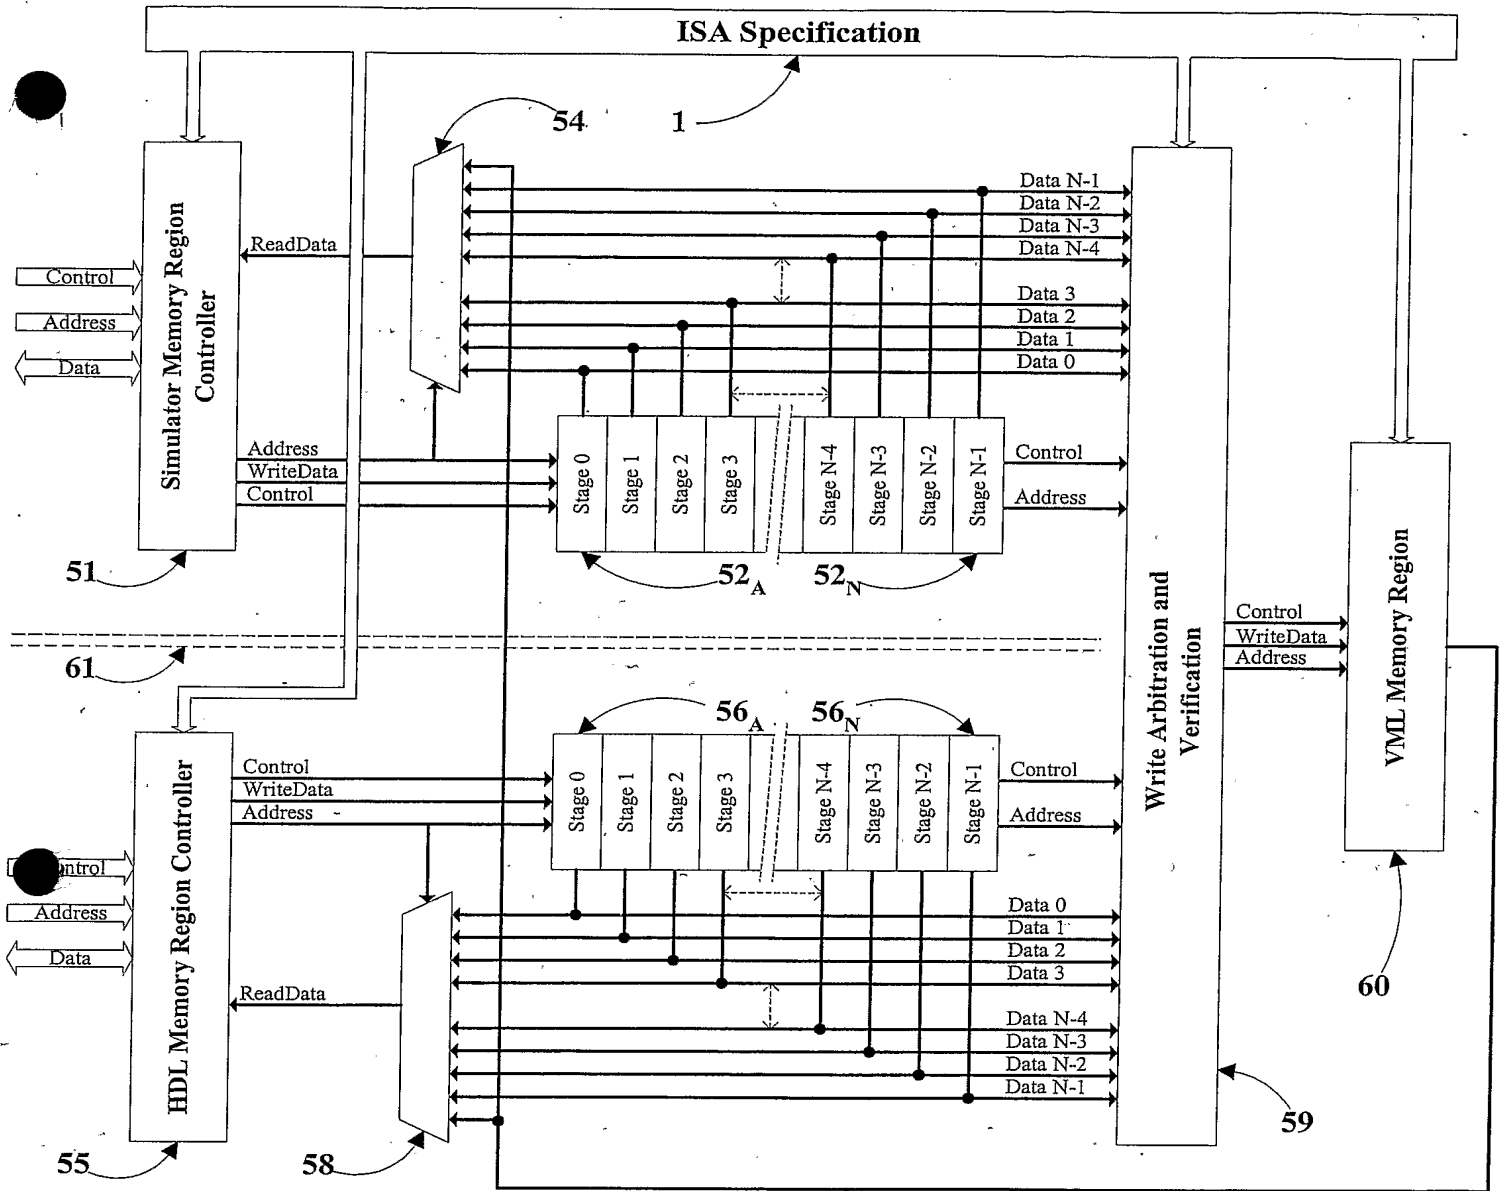 ISA Specification
54
1
Data N-1
Data N-2
Data N-3
Data N-4
Data 3
Data 2
Data 1
Data 0
ReadData
Simulator Memory Region
Controller
Control
Address
Data
Address
WriteData
Control
Stage 0
Stage 1
Stage 2
Stage 3
Stage N-4
Stage N-3
Stage N-2
Stage N-1
Control
Address
51
52A
52N
61
Write Arbitration and
Verification
Control
WriteData
Address
VML Memory Region
56A
56N
HDL Memory Region Controller
Control
WriteData
Address
Stage 0
Stage 1
Stage 2
Stage 3
Stage N-4
Stage N-3
Stage N-2
Stage N-1
Control
Address
ntrol
Address
Data
Data 0
Data 1
Data 2
Data 3
ReadData
Data N-4
Data N-3
Data N-2
Data N-1
60
59
55
58